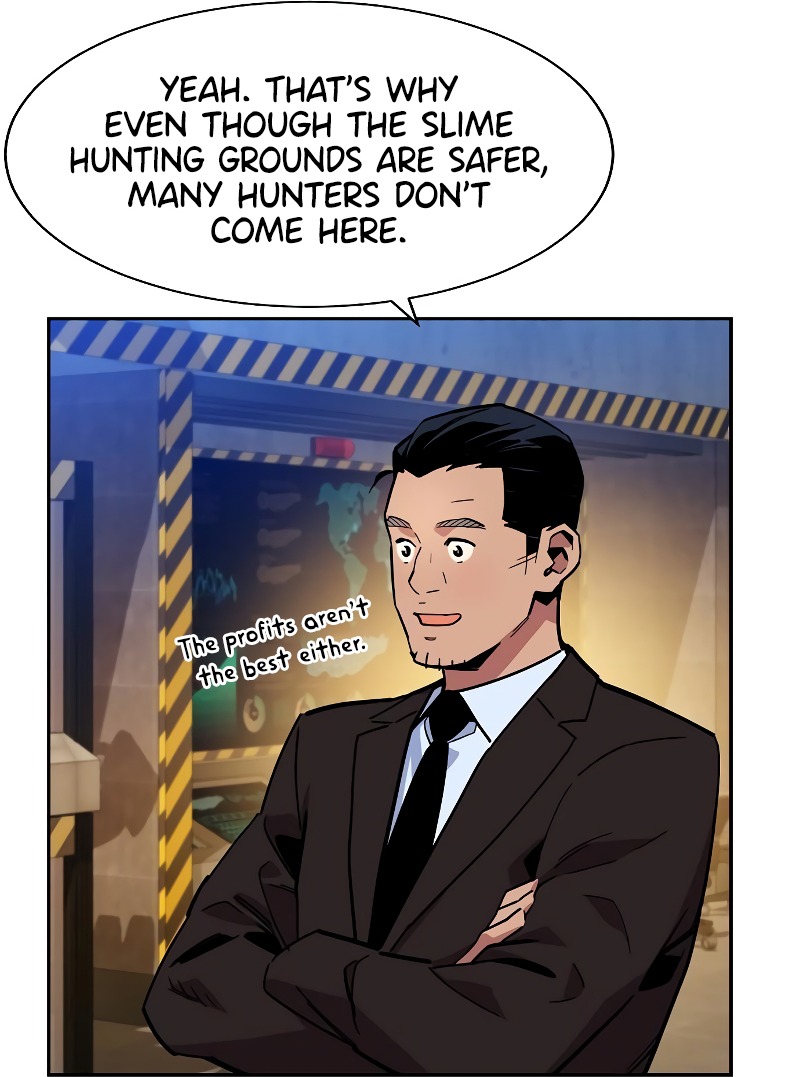 YEAH. THAT'S WHY
EVEN THOUGH THE SLIME
HUNTING GROUNDS ARE SAFER,
MANY HUNTERS DON'T
COME HERE.
The profits aren't
the best either.